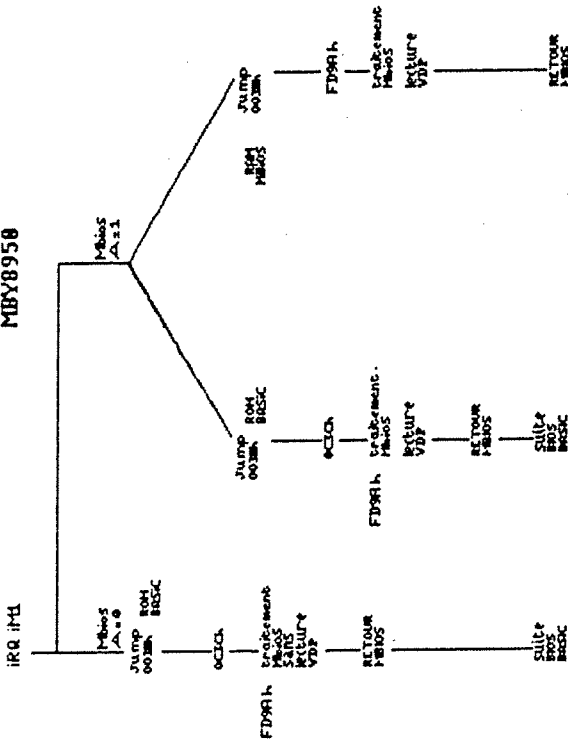 MBY8950
iRQ iM1
Mbios
A=0
Jump
0038h
ROM
BASiC
0C3Ch
FD9Ah
traitement
Mbios
sans
lecture
VDP
RETOUR
MBIOS
suite
BIOS
BASiC
Mbios
A=1
Jump
0038h
ROM
BASiC
0C3Ch
FD9Ah
traitement.
Mbios
lecture
VDP
RETOUR
MBIOS
suite
BIOS
BASiC
Jump
0038h
RAM
MBIOS
FD9Ah
traitement
Mbios
lecture
VDP
RETOUR
MBIOS